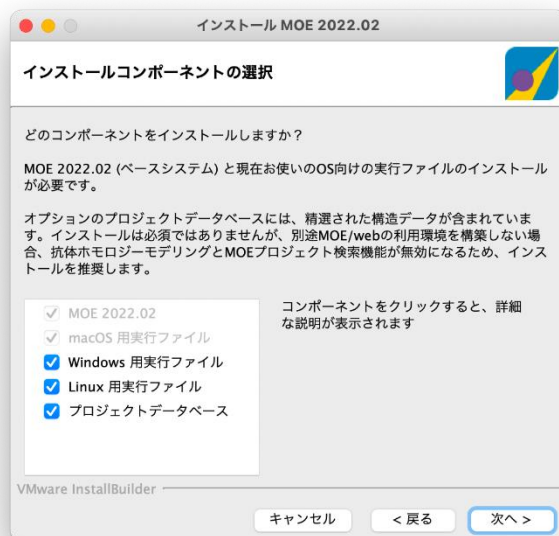 インストール MOE 2022.02
インストールコンポーネントの選択
どのコンポーネントをインストールしますか？
MOE 2022.02 (ベースシステム) と現在お使いのOS向けの実行ファイルのインストール
が必要です。
オプションのプロジェクトデータベースには、精選された構造データが含まれていま
す。インストールは必須ではありませんが、別途MOE/webの利用環境を構築しない場
合、抗体ホモロジーモデリングとMOEプロジェクト検索機能が無効になるため、インス
トールを推奨します。
MOE 2022.02
macOS 用実行ファイル
Windows 用実行ファイル
Linux 用実行ファイル
プロジェクトデータベース
コンポーネントをクリックすると、詳細
な説明が表示されます
VMware InstallBuilder
キャンセル
< 戻る
次へ >